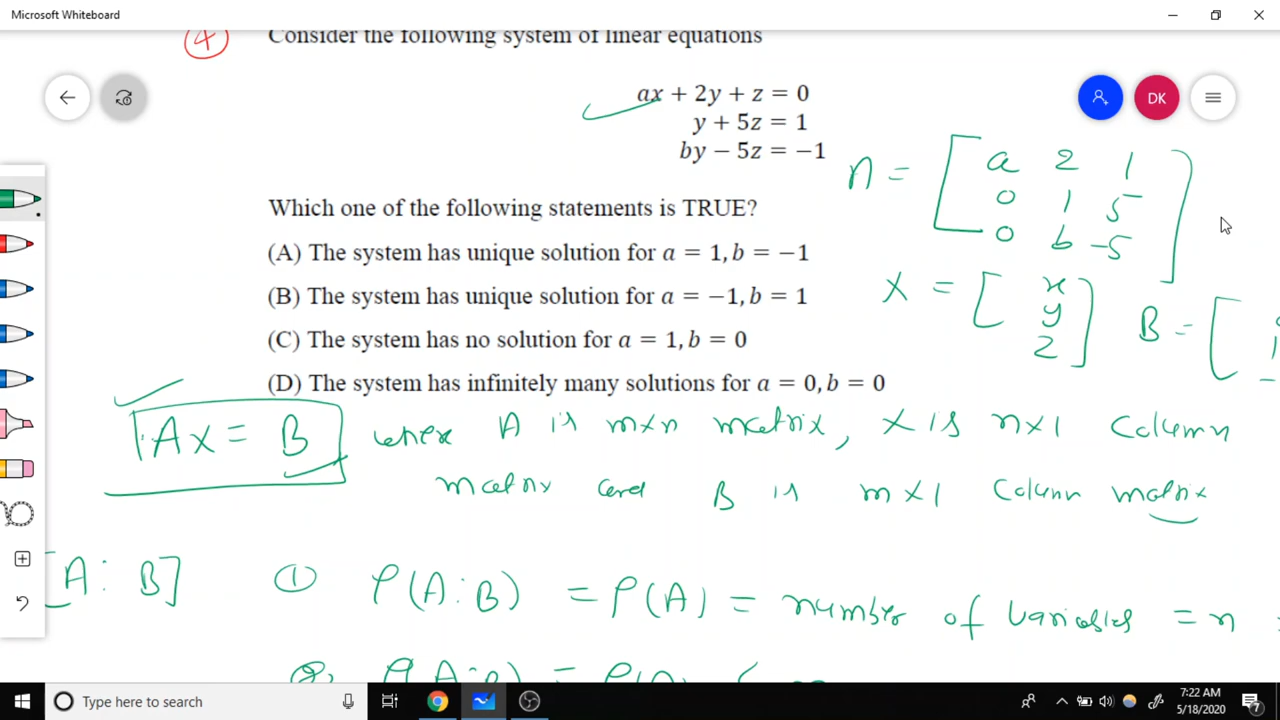 Microsoft Whiteboard
4 Consider the following system of linear equations
ax + 2y + z = 0
y + 5z = 1
by − 5z = −1
DK
A = [ a 2 1
0 1 5
0 b -5 ]
Which one of the following statements is TRUE?
(A) The system has unique solution for a = 1, b = −1
(B) The system has unique solution for a = −1, b = 1
(C) The system has no solution for a = 1, b = 0
(D) The system has infinitely many solutions for a = 0, b = 0
X = [ x
y
z ]
B = [
1
AX = B where A is m×n matrix, X is n×1 column
matrix and B is m×1 column matrix
[A : B] ① ρ(A:B) = ρ(A) = number of variables = n
Type here to search
7:22 AM
5/18/2020
7